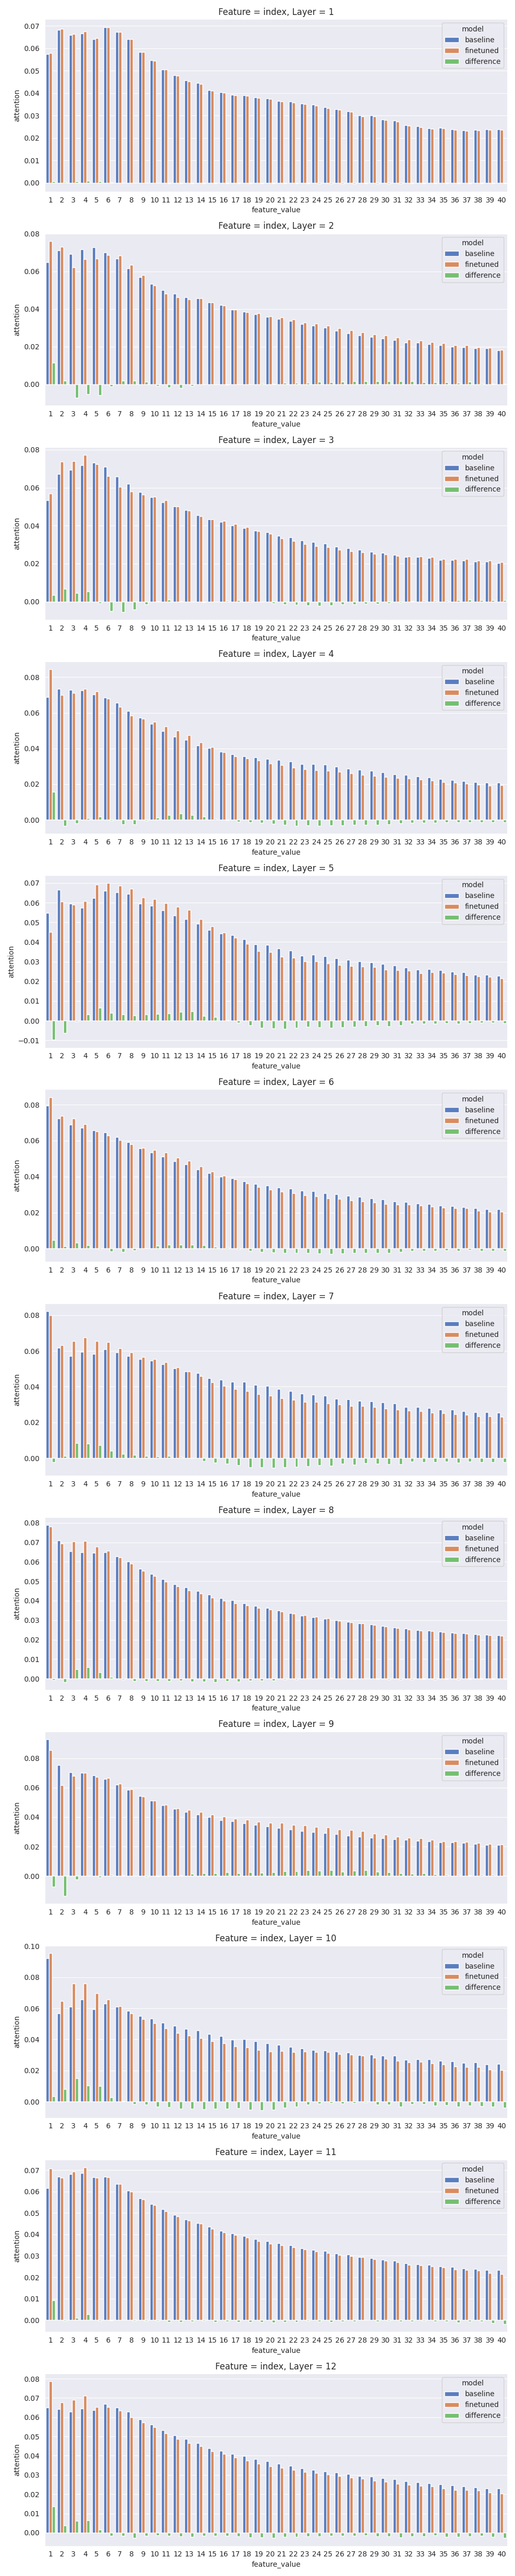 Feature = index, Layer = 1
model
baseline
finetuned
difference
attention
0.07
0.06
0.05
0.04
0.03
0.02
0.01
0.00
1 2 3 4 5 6 7 8 9 10 11 12 13 14 15 16 17 18 19 20 21 22 23 24 25 26 27 28 29 30 31 32 33 34 35 36 37 38 39 40
feature_value
Feature = index, Layer = 2
model
baseline
finetuned
difference
attention
0.08
0.06
0.04
0.02
0.00
1 2 3 4 5 6 7 8 9 10 11 12 13 14 15 16 17 18 19 20 21 22 23 24 25 26 27 28 29 30 31 32 33 34 35 36 37 38 39 40
feature_value
Feature = index, Layer = 3
model
baseline
finetuned
difference
attention
0.08
0.06
0.04
0.02
0.00
1 2 3 4 5 6 7 8 9 10 11 12 13 14 15 16 17 18 19 20 21 22 23 24 25 26 27 28 29 30 31 32 33 34 35 36 37 38 39 40
feature_value
Feature = index, Layer = 4
model
baseline
finetuned
difference
attention
0.08
0.06
0.04
0.02
0.00
1 2 3 4 5 6 7 8 9 10 11 12 13 14 15 16 17 18 19 20 21 22 23 24 25 26 27 28 29 30 31 32 33 34 35 36 37 38 39 40
feature_value
Feature = index, Layer = 5
model
baseline
finetuned
difference
attention
0.07
0.06
0.05
0.04
0.03
0.02
0.01
0.00
−0.01
1 2 3 4 5 6 7 8 9 10 11 12 13 14 15 16 17 18 19 20 21 22 23 24 25 26 27 28 29 30 31 32 33 34 35 36 37 38 39 40
feature_value
Feature = index, Layer = 6
model
baseline
finetuned
difference
attention
0.08
0.06
0.04
0.02
0.00
1 2 3 4 5 6 7 8 9 10 11 12 13 14 15 16 17 18 19 20 21 22 23 24 25 26 27 28 29 30 31 32 33 34 35 36 37 38 39 40
feature_value
Feature = index, Layer = 7
model
baseline
finetuned
difference
attention
0.08
0.06
0.04
0.02
0.00
1 2 3 4 5 6 7 8 9 10 11 12 13 14 15 16 17 18 19 20 21 22 23 24 25 26 27 28 29 30 31 32 33 34 35 36 37 38 39 40
feature_value
Feature = index, Layer = 8
model
baseline
finetuned
difference
attention
0.08
0.07
0.06
0.05
0.04
0.03
0.02
0.01
0.00
1 2 3 4 5 6 7 8 9 10 11 12 13 14 15 16 17 18 19 20 21 22 23 24 25 26 27 28 29 30 31 32 33 34 35 36 37 38 39 40
feature_value
Feature = index, Layer = 9
model
baseline
finetuned
difference
attention
0.08
0.06
0.04
0.02
0.00
1 2 3 4 5 6 7 8 9 10 11 12 13 14 15 16 17 18 19 20 21 22 23 24 25 26 27 28 29 30 31 32 33 34 35 36 37 38 39 40
feature_value
Feature = index, Layer = 10
model
baseline
finetuned
difference
attention
0.10
0.08
0.06
0.04
0.02
0.00
1 2 3 4 5 6 7 8 9 10 11 12 13 14 15 16 17 18 19 20 21 22 23 24 25 26 27 28 29 30 31 32 33 34 35 36 37 38 39 40
feature_value
Feature = index, Layer = 11
model
baseline
finetuned
difference
attention
0.07
0.06
0.05
0.04
0.03
0.02
0.01
0.00
1 2 3 4 5 6 7 8 9 10 11 12 13 14 15 16 17 18 19 20 21 22 23 24 25 26 27 28 29 30 31 32 33 34 35 36 37 38 39 40
feature_value
Feature = index, Layer = 12
model
baseline
finetuned
difference
attention
0.08
0.07
0.06
0.05
0.04
0.03
0.02
0.01
0.00
1 2 3 4 5 6 7 8 9 10 11 12 13 14 15 16 17 18 19 20 21 22 23 24 25 26 27 28 29 30 31 32 33 34 35 36 37 38 39 40
feature_value